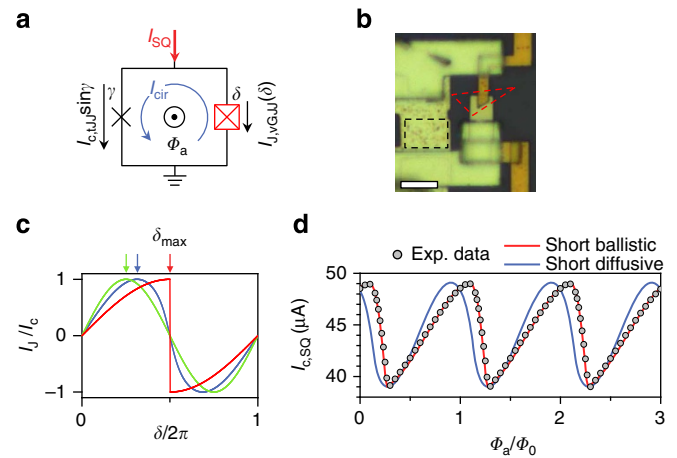 a
I_SQ
I_c,tJJ sinγ
γ
I_cir
Φ_a
δ
I_J,vGJJ(δ)
b
c
δ_max
I_J/I_c
1
0
−1
0
1
δ/2π
d
Exp. data
Short ballistic
Short diffusive
I_c,SQ (μA)
50
45
40
0
1
2
3
Φ_a/Φ_0